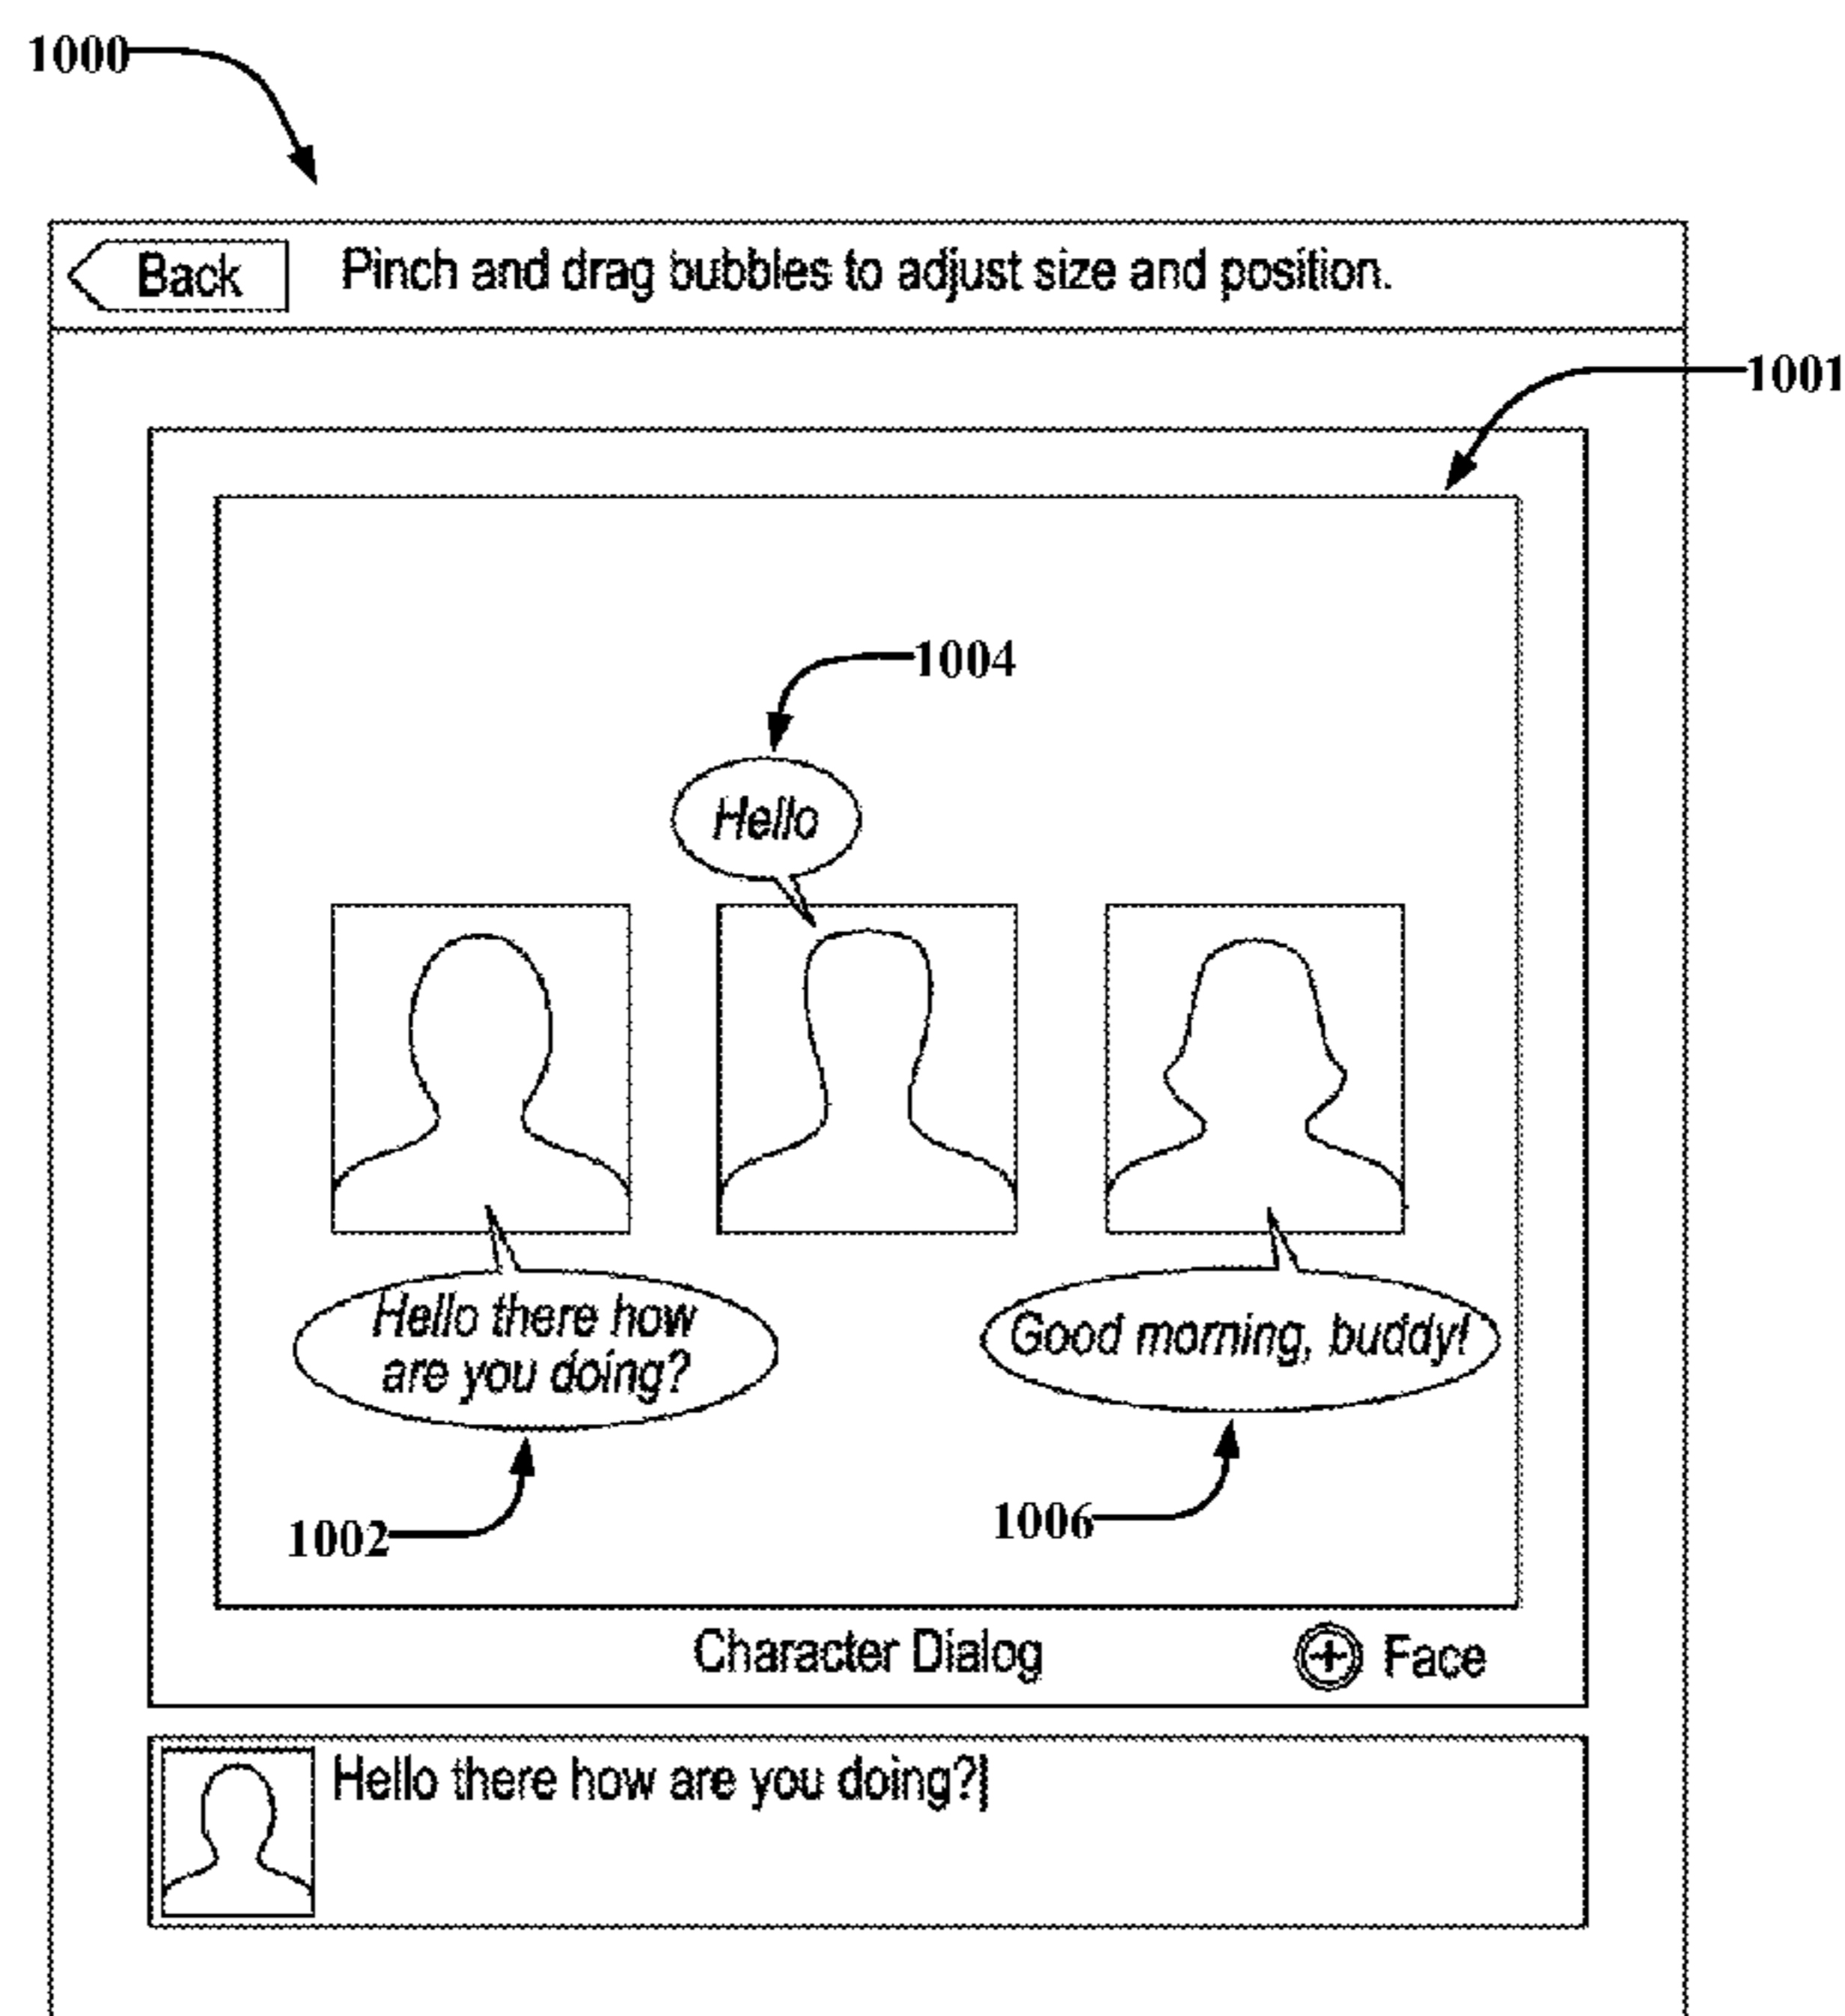 1000
Back
Pinch and drag bubbles to adjust size and position.
1001
1004
Hello
Hello there how
are you doing?
Good morning, buddy!
1002
1006
Character Dialog
Face
Hello there how are you doing?